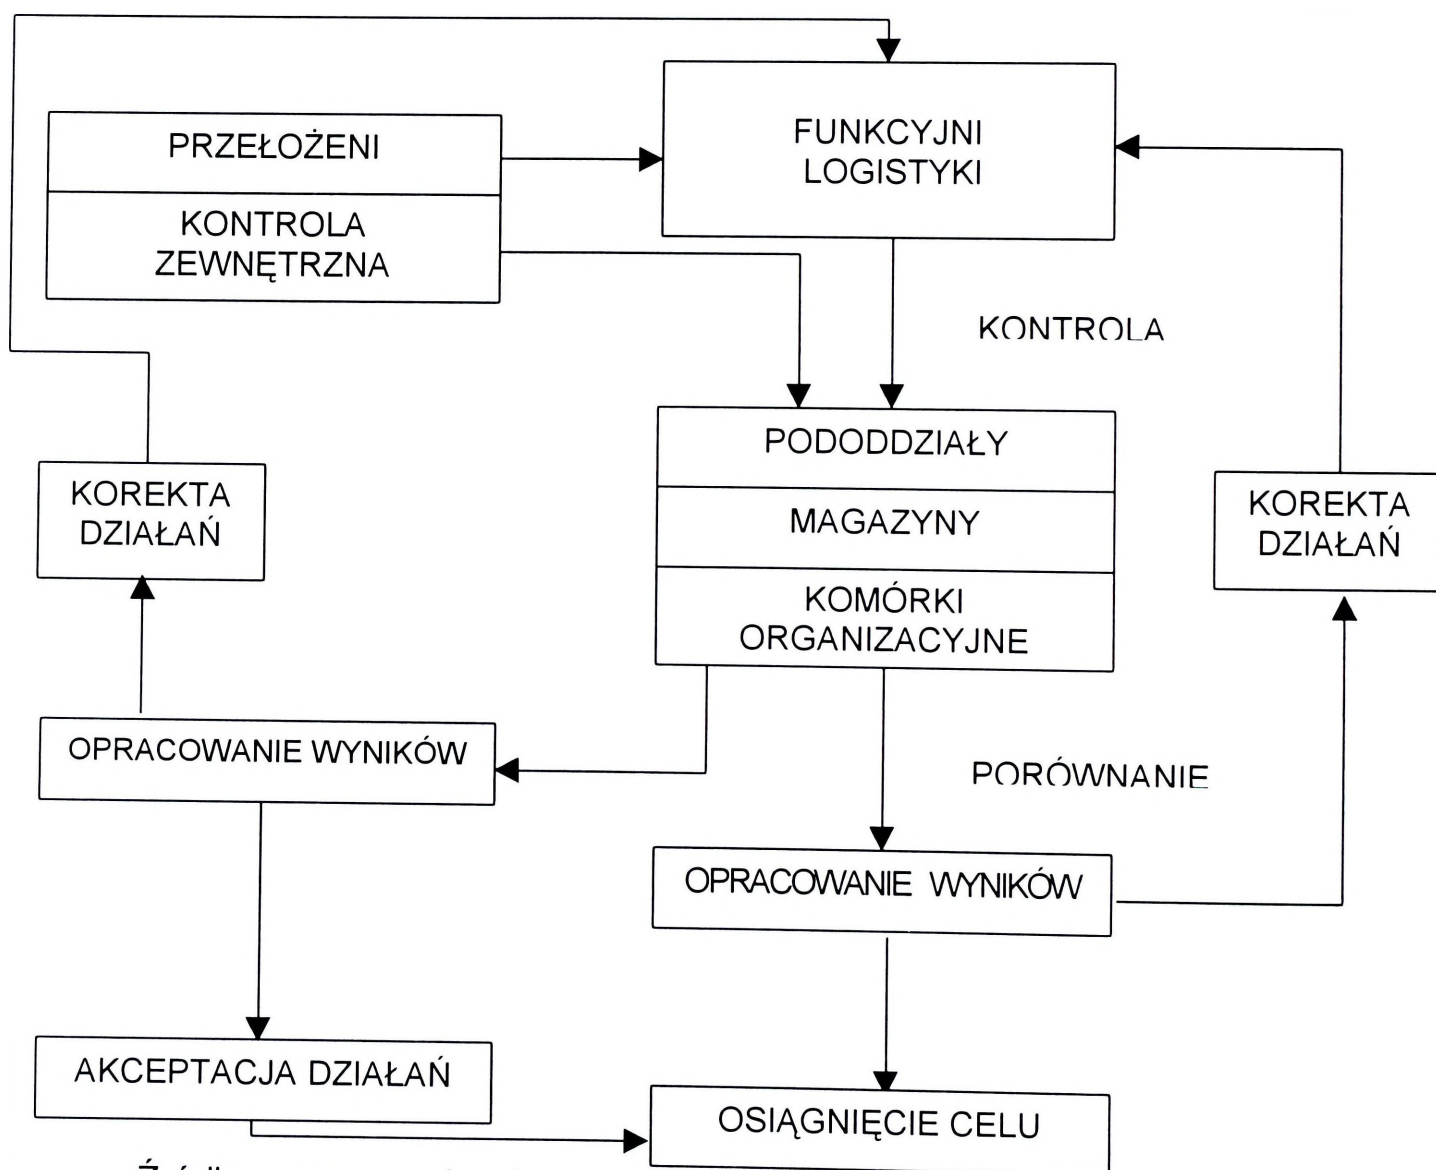 PRZEŁOŻENI
KONTROLA
ZEWNĘTRZNA
FUNKCYJNI
LOGISTYKI
KONTROLA
PODODDZIAŁY
MAGAZYNY
KOMÓRKI
ORGANIZACYJNE
KOREKTA
DZIAŁAŃ
KOREKTA
DZIAŁAŃ
OPRACOWANIE WYNIKÓW
PORÓWNANIE
OPRACOWANIE WYNIKÓW
AKCEPTACJA DZIAŁAŃ
OSIĄGNIĘCIE CELU